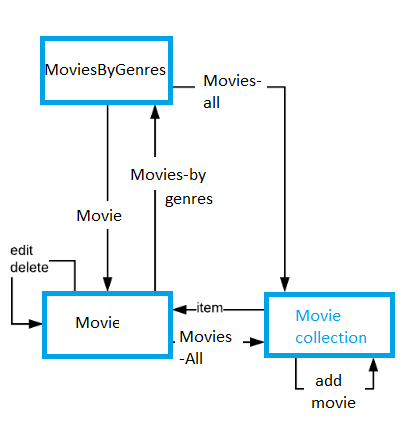 MoviesByGenres
Movies-
all
Movies-by
genres
Movie
edit
delete
Movie
item
Movies
-All
Movie
collection
add
movie